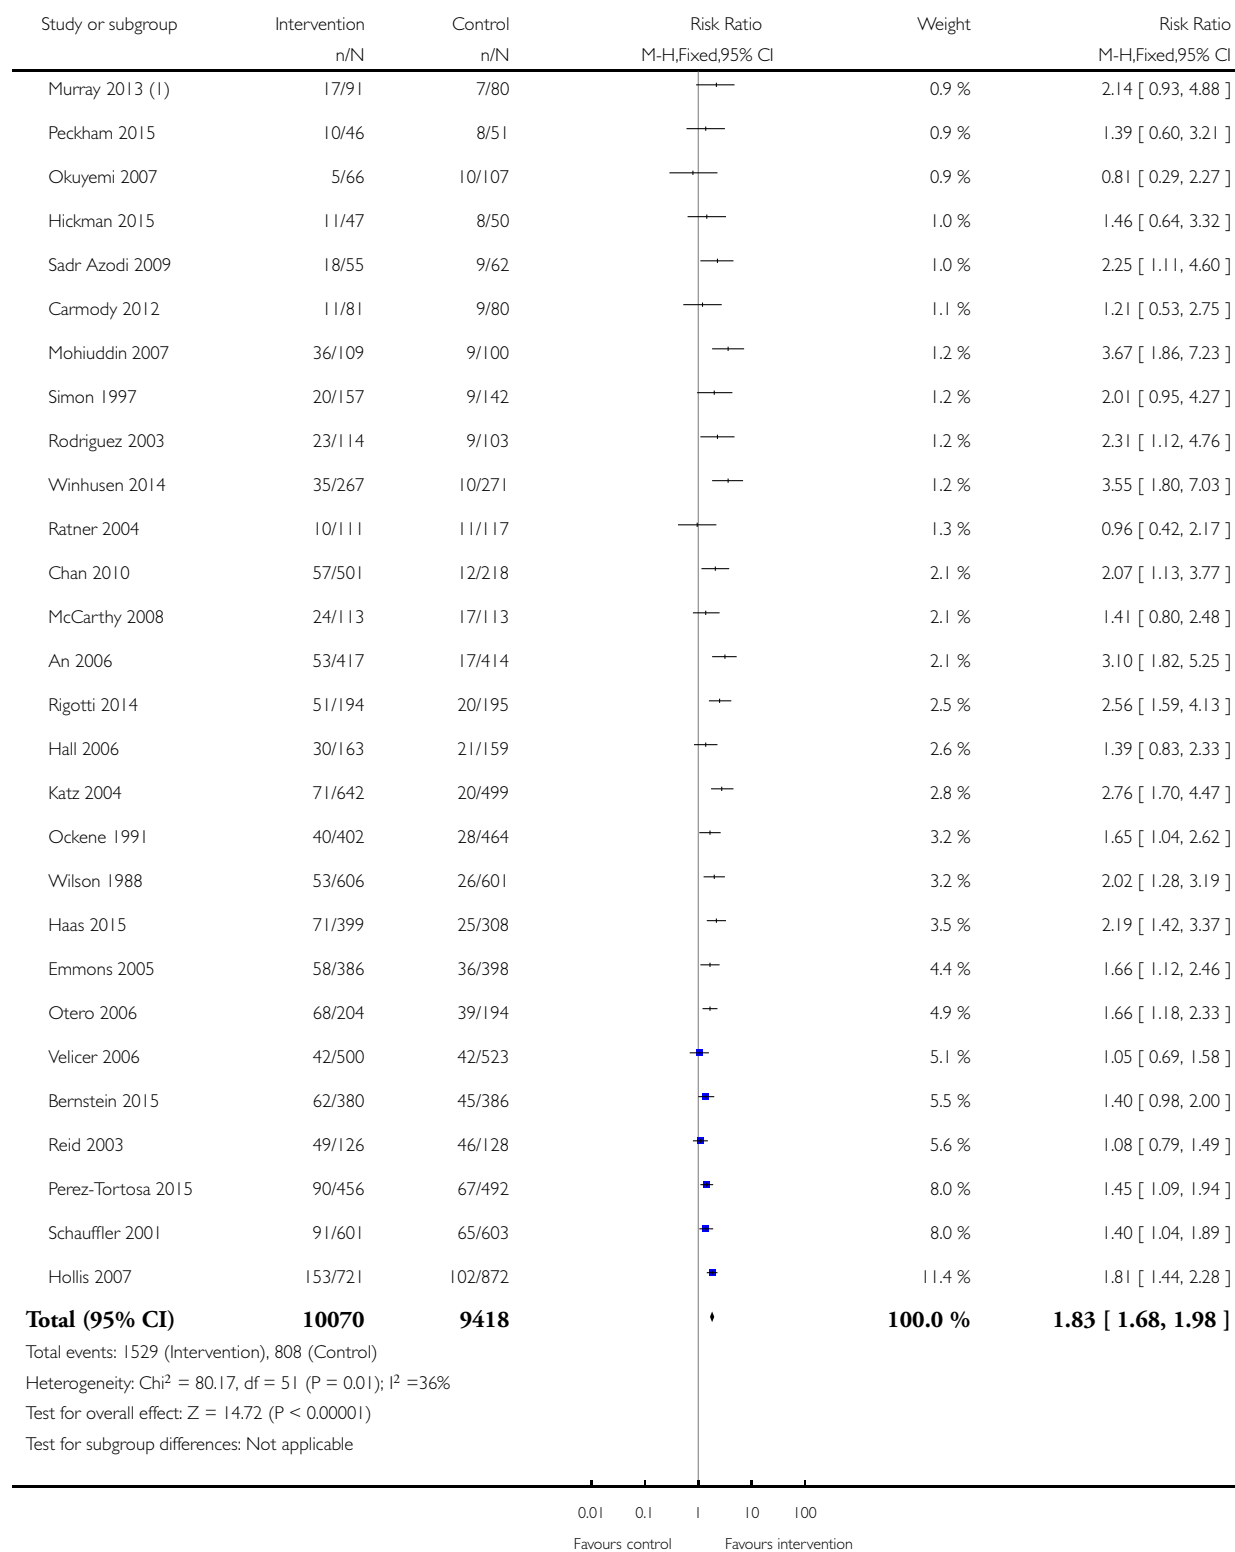 Study or subgroup Intervention Control Risk Ratio Weight Risk Ratio
n/N n/N M-H,Fixed,95% CI M-H,Fixed,95% CI
Murray 2013 (1) 17/91 7/80 0.9 % 2.14 [ 0.93, 4.88 ]
Peckham 2015 10/46 8/51 0.9 % 1.39 [ 0.60, 3.21 ]
Okuyemi 2007 5/66 10/107 0.9 % 0.81 [ 0.29, 2.27 ]
Hickman 2015 11/47 8/50 1.0 % 1.46 [ 0.64, 3.32 ]
Sadr Azodi 2009 18/55 9/62 1.0 % 2.25 [ 1.11, 4.60 ]
Carmody 2012 11/81 9/80 1.1 % 1.21 [ 0.53, 2.75 ]
Mohiuddin 2007 36/109 9/100 1.2 % 3.67 [ 1.86, 7.23 ]
Simon 1997 20/157 9/142 1.2 % 2.01 [ 0.95, 4.27 ]
Rodriguez 2003 23/114 9/103 1.2 % 2.31 [ 1.12, 4.76 ]
Winhusen 2014 35/267 10/271 1.2 % 3.55 [ 1.80, 7.03 ]
Ratner 2004 10/111 11/117 1.3 % 0.96 [ 0.42, 2.17 ]
Chan 2010 57/501 12/218 2.1 % 2.07 [ 1.13, 3.77 ]
McCarthy 2008 24/113 17/113 2.1 % 1.41 [ 0.80, 2.48 ]
An 2006 53/417 17/414 2.1 % 3.10 [ 1.82, 5.25 ]
Rigotti 2014 51/194 20/195 2.5 % 2.56 [ 1.59, 4.13 ]
Hall 2006 30/163 21/159 2.6 % 1.39 [ 0.83, 2.33 ]
Katz 2004 71/642 20/499 2.8 % 2.76 [ 1.70, 4.47 ]
Ockene 1991 40/402 28/464 3.2 % 1.65 [ 1.04, 2.62 ]
Wilson 1988 53/606 26/601 3.2 % 2.02 [ 1.28, 3.19 ]
Haas 2015 71/399 25/308 3.5 % 2.19 [ 1.42, 3.37 ]
Emmons 2005 58/386 36/398 4.4 % 1.66 [ 1.12, 2.46 ]
Otero 2006 68/204 39/194 4.9 % 1.66 [ 1.18, 2.33 ]
Velicer 2006 42/500 42/523 5.1 % 1.05 [ 0.69, 1.58 ]
Bernstein 2015 62/380 45/386 5.5 % 1.40 [ 0.98, 2.00 ]
Reid 2003 49/126 46/128 5.6 % 1.08 [ 0.79, 1.49 ]
Perez-Tortosa 2015 90/456 67/492 8.0 % 1.45 [ 1.09, 1.94 ]
Schauffler 2001 91/601 65/603 8.0 % 1.40 [ 1.04, 1.89 ]
Hollis 2007 153/721 102/872 11.4 % 1.81 [ 1.44, 2.28 ]
Total (95% CI) 10070 9418 100.0 % 1.83 [ 1.68, 1.98 ]
Total events: 1529 (Intervention), 808 (Control)
Heterogeneity: Chi² = 80.17, df = 51 (P = 0.01); I² =36%
Test for overall effect: Z = 14.72 (P < 0.00001)
Test for subgroup differences: Not applicable
0.01 0.1 1 10 100
Favours control Favours intervention